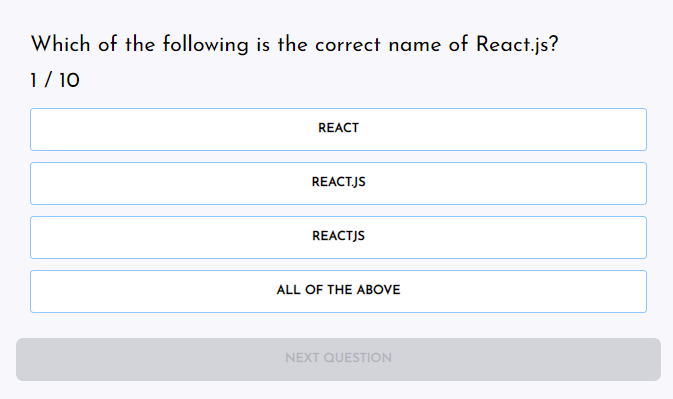 Which of the following is the correct name of React.js?
1 / 10
REACT
REACT.JS
REACTJS
ALL OF THE ABOVE
NEXT QUESTION